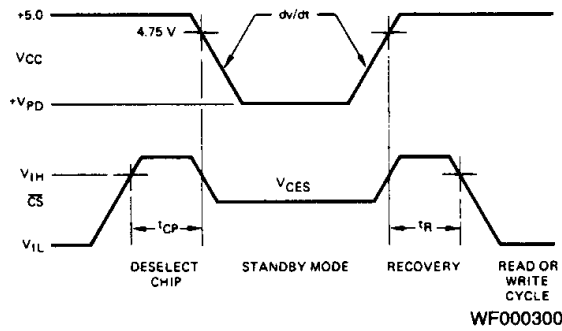 +5.0
dv/dt
4.75 V
VCC
+VPD
VIH
VCES
CS
tCP
tR
VIL
DESELECT CHIP
STANDBY MODE
RECOVERY
READ OR WRITE CYCLE
WF000300